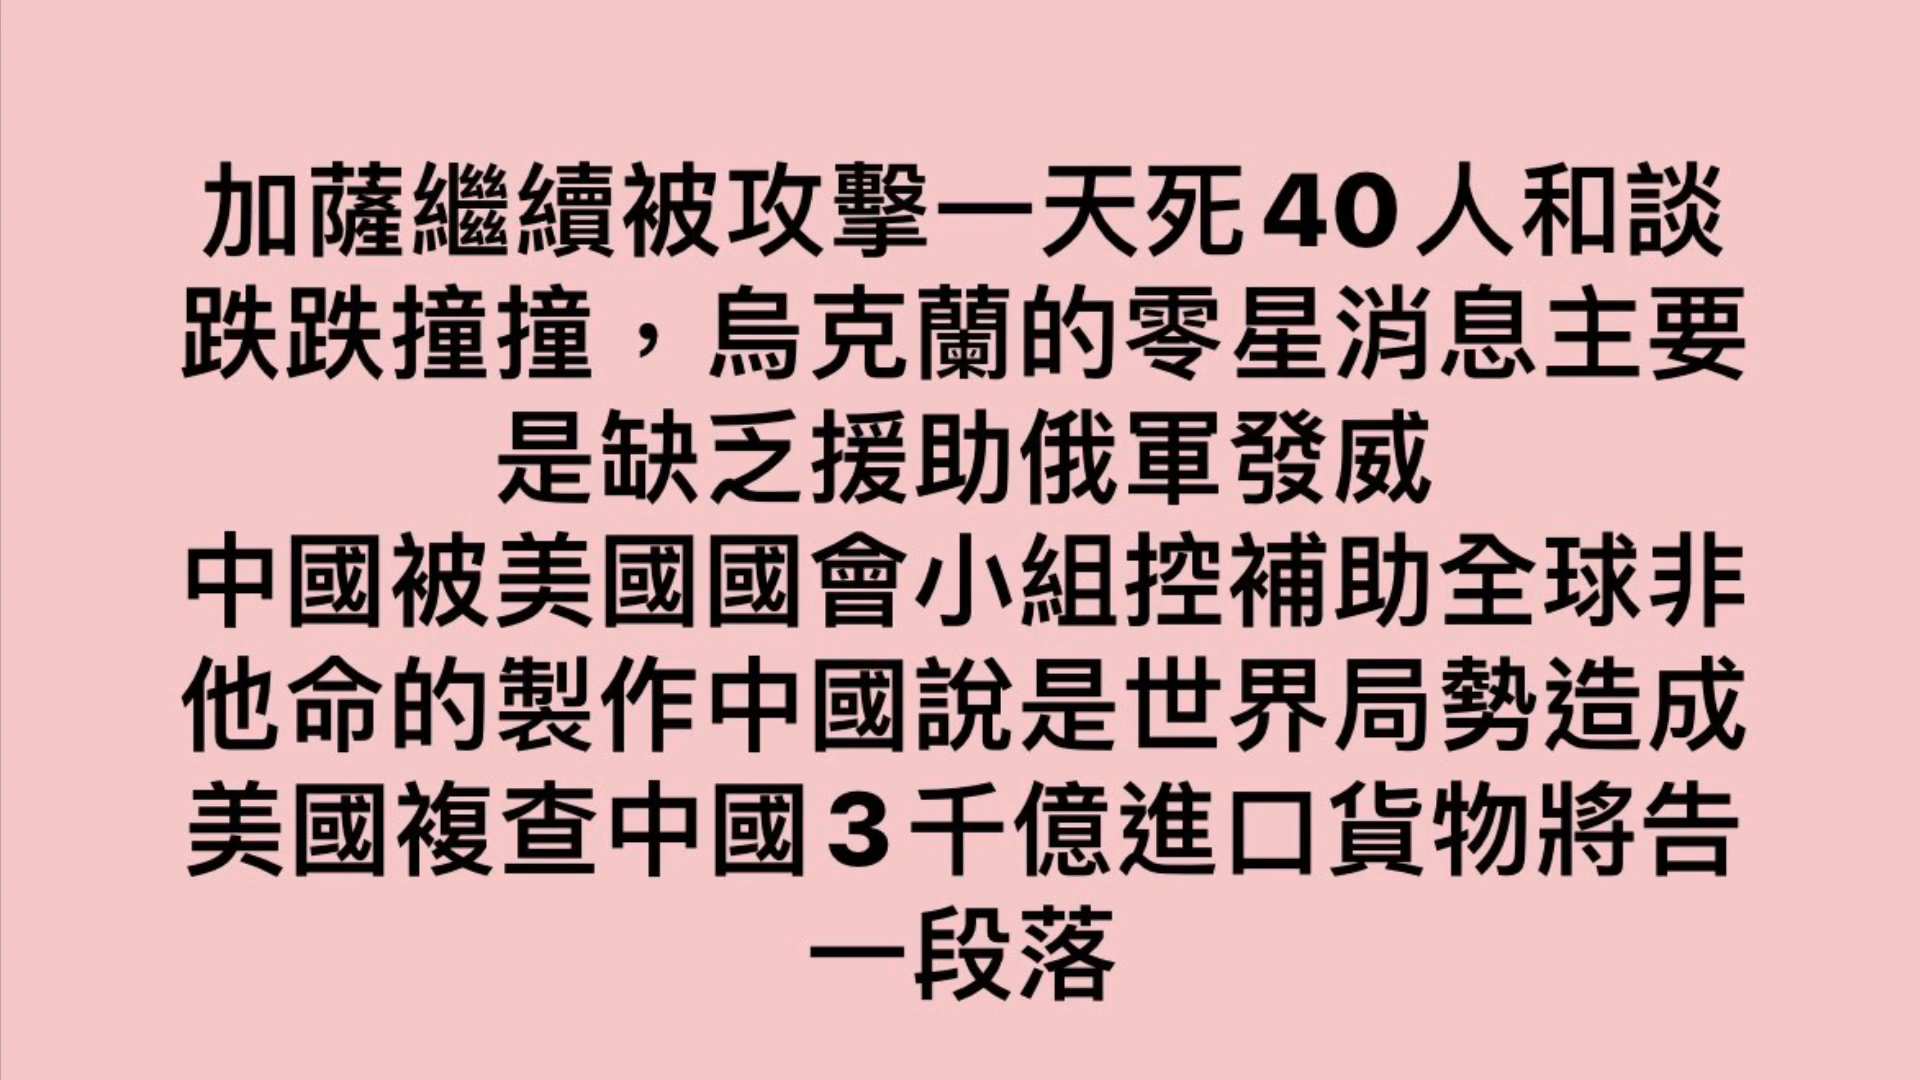 加薩繼續被攻擊一天死40人和談
跌跌撞撞，烏克蘭的零星消息主要
是缺乏援助俄軍發威
中國被美國國會小組控補助全球非
他命的製作中國說是世界局勢造成
美國複查中國3千億進口貨物將告
一段落